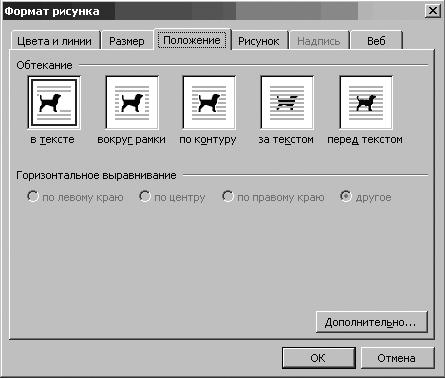 Формат рисунка
Цвета и линии Размер Положение Рисунок Надпись Веб
Обтекание
в тексте вокруг рамки по контуру за текстом перед текстом
Горизонтальное выравнивание
по левому краю по центру по правому краю другое
Дополнительно...
ОК Отмена